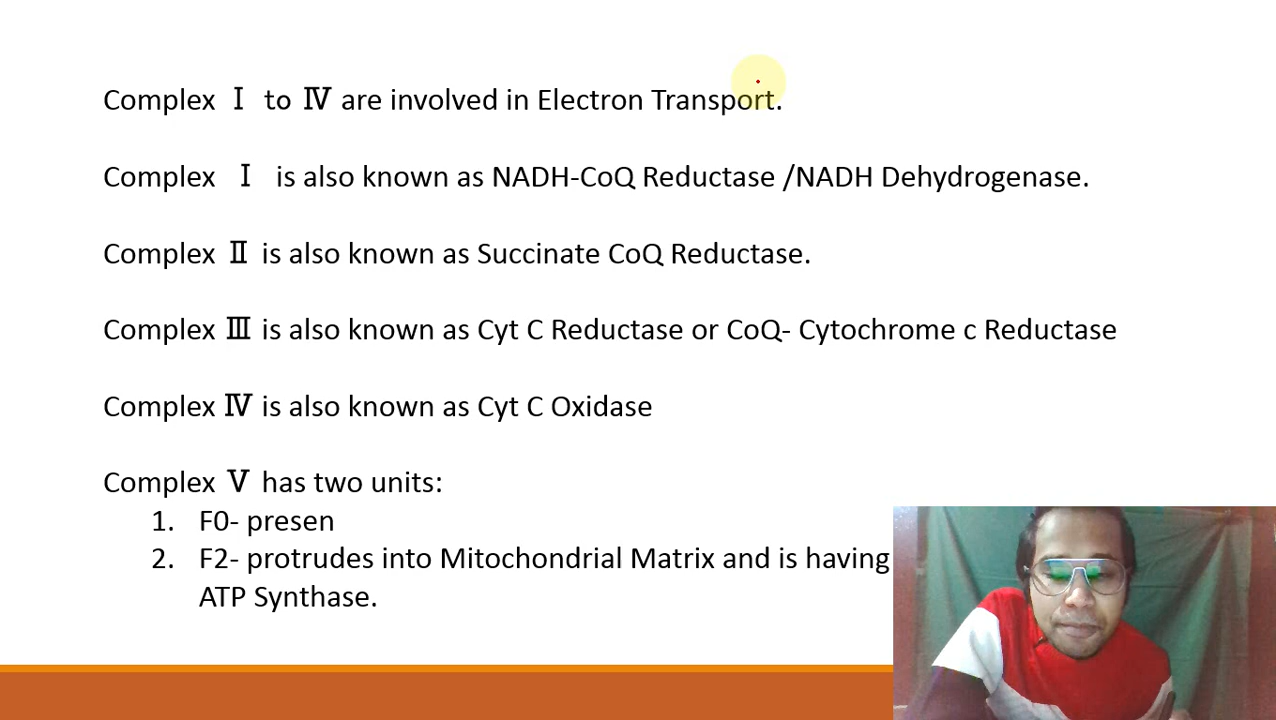 Complex Ⅰ to Ⅳ are involved in Electron Transport.
Complex Ⅰ is also known as NADH-CoQ Reductase /NADH Dehydrogenase.
Complex Ⅱ is also known as Succinate CoQ Reductase.
Complex Ⅲ is also known as Cyt C Reductase or CoQ- Cytochrome c Reductase
Complex Ⅳ is also known as Cyt C Oxidase
Complex Ⅴ has two units:
1. F0- presen
2. F2- protrudes into Mitochondrial Matrix and is having
ATP Synthase.